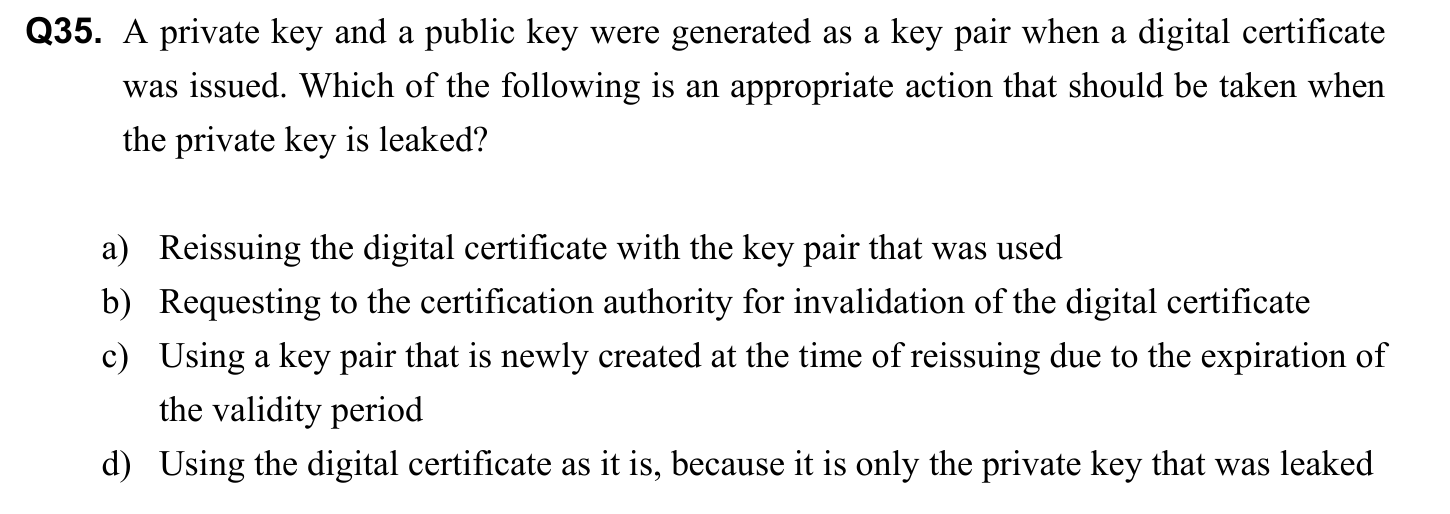 Q35. A private key and a public key were generated as a key pair when a digital certificate
was issued. Which of the following is an appropriate action that should be taken when
the private key is leaked?
a) Reissuing the digital certificate with the key pair that was used
b) Requesting to the certification authority for invalidation of the digital certificate
c) Using a key pair that is newly created at the time of reissuing due to the expiration of
the validity period
d) Using the digital certificate as it is, because it is only the private key that was leaked